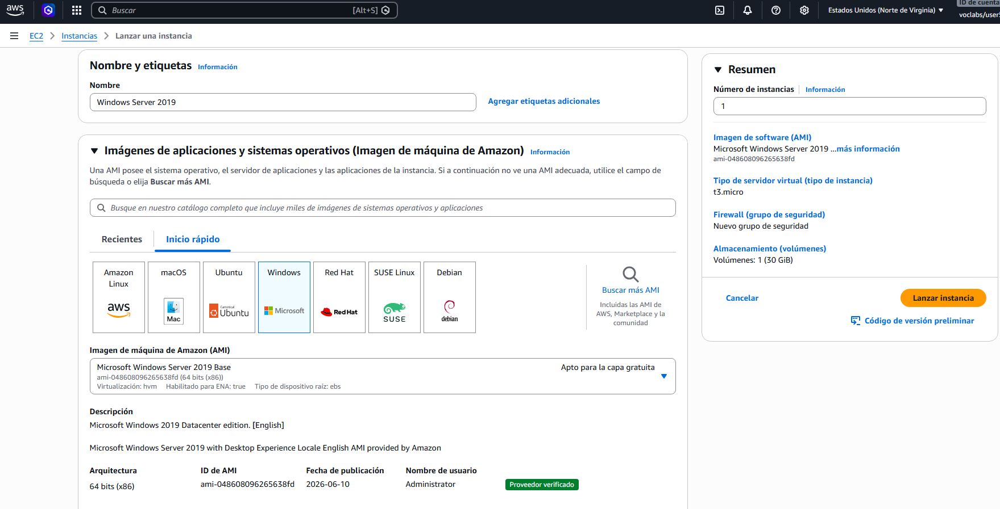 aws
Buscar
[Alt+S]
Estados Unidos (Norte de Virginia)
ID de cuenta
EC2
Instancias
Lanzar una instancia
Nombre y etiquetas
Información
Nombre
Windows Server 2019
Agregar etiquetas adicionales
Imágenes de aplicaciones y sistemas operativos (Imagen de máquina de Amazon)
Información
Una AMI posee el sistema operativo, el servidor de aplicaciones y las aplicaciones de la instancia. Si a continuación no ve una AMI adecuada, utilice el campo de
búsqueda o elija Buscar más AMI.
Busque en nuestro catálogo completo que incluye miles de imágenes de sistemas operativos y aplicaciones
Recientes
Inicio rápido
Amazon
Linux
aws
macOS
Mac
Ubuntu
Canonical
Ubuntu
Windows
Microsoft
Red Hat
Red Hat
SUSE Linux
SUSE
Debian
debian
Buscar más AMI
Incluidas las AMI de
AWS, Marketplace y la
comunidad
Imagen de máquina de Amazon (AMI)
Microsoft Windows Server 2019 Base
Apto para la capa gratuita
ami-048608096265638fd (64 bits (x86))
Virtualización: hvm
Habilitado para ENA: true
Tipo de dispositivo raíz: ebs
Descripción
Microsoft Windows 2019 Datacenter edition. [English]
Microsoft Windows Server 2019 with Desktop Experience Locale English AMI provided by Amazon
Arquitectura
ID de AMI
Fecha de publicación
Nombre de usuario
64 bits (x86)
ami-048608096265638fd
2026-06-10
Administrator
Proveedor verificado
Resumen
Número de instancias
Información
1
Imagen de software (AMI)
Microsoft Windows Server 2019 ...más información
ami-048608096265638fd
Tipo de servidor virtual (tipo de instancia)
t3.micro
Firewall (grupo de seguridad)
Nuevo grupo de seguridad
Almacenamiento (volúmenes)
Volúmenes: 1 (30 GiB)
Cancelar
Lanzar instancia
Código de versión preliminar